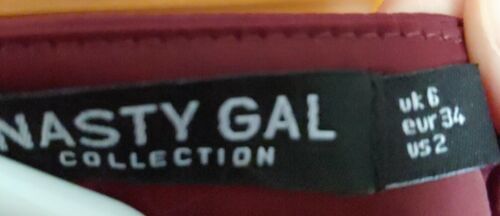 NASTY GAL
COLLECTION
uk 6
eur 34
us 2